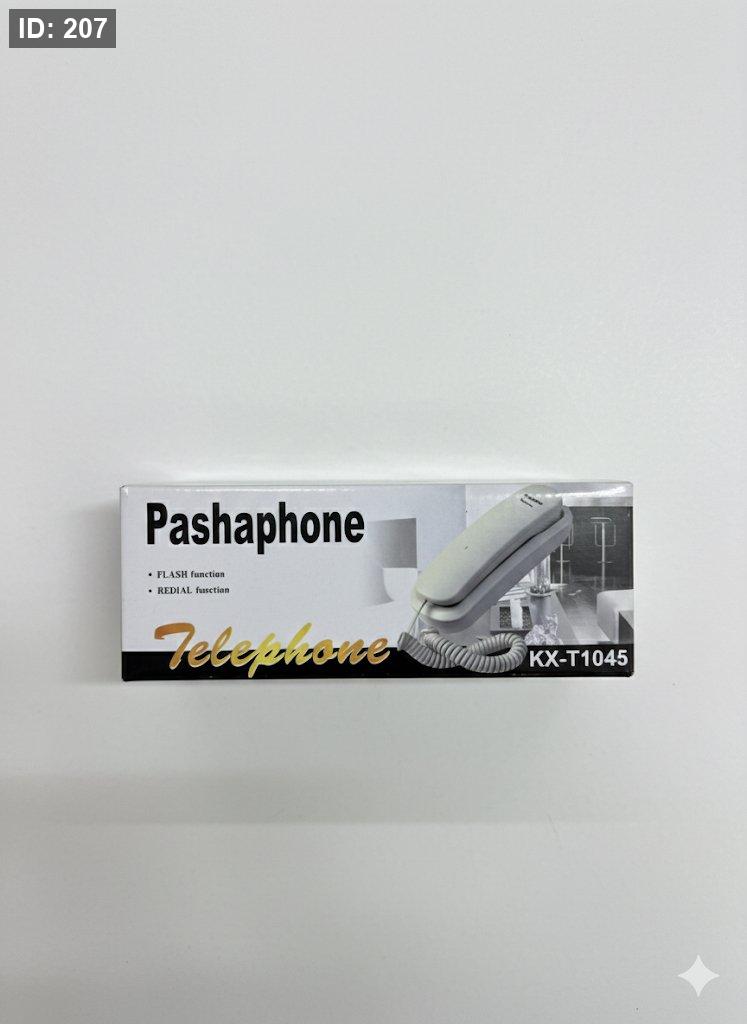 ID: 207
Pashaphone
• FLASH function
• REDIAL fusction
Telephone
KX-T1045